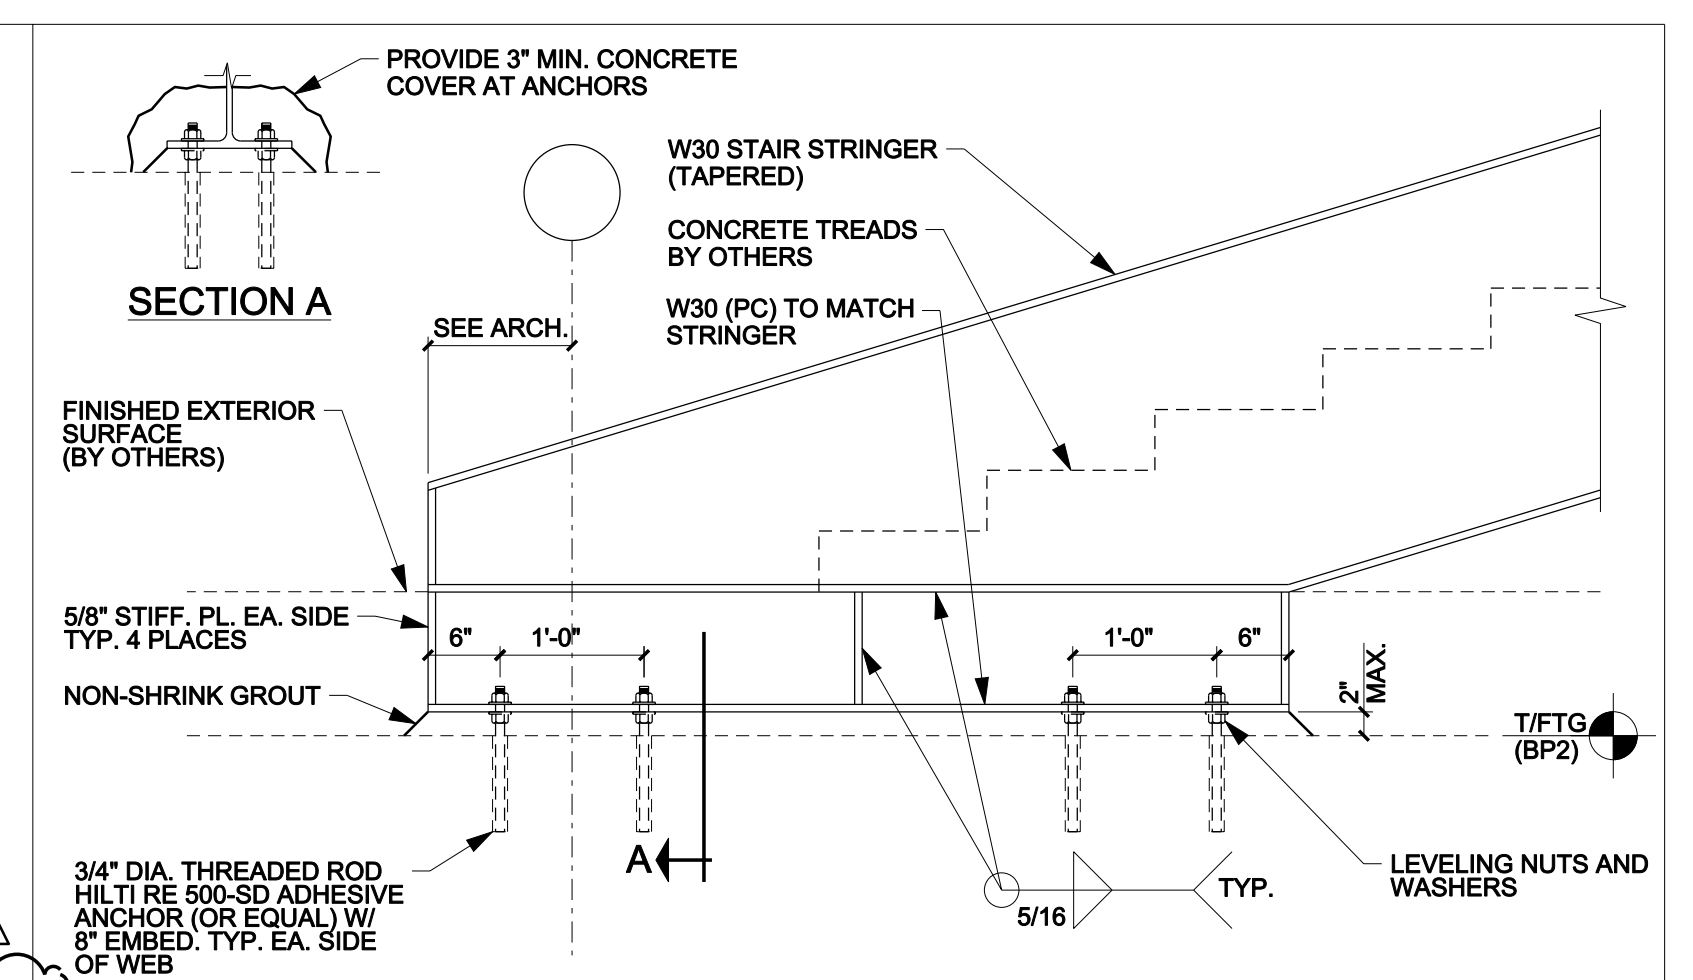 PROVIDE 3" MIN. CONCRETE
COVER AT ANCHORS
SECTION A
W30 STAIR STRINGER
(TAPERED)
CONCRETE TREADS
BY OTHERS
W30 (PC) TO MATCH
STRINGER
SEE ARCH.
FINISHED EXTERIOR
SURFACE
(BY OTHERS)
5/8" STIFF. PL. EA. SIDE
TYP. 4 PLACES
6"
1'-0"
1'-0"
6"
NON-SHRINK GROUT
2"
MAX.
T/FTG
(BP2)
A
3/4" DIA. THREADED ROD
HILTI RE 500-SD ADHESIVE
ANCHOR (OR EQUAL) W/
8" EMBED. TYP. EA. SIDE
OF WEB
5/16
TYP.
LEVELING NUTS AND
WASHERS